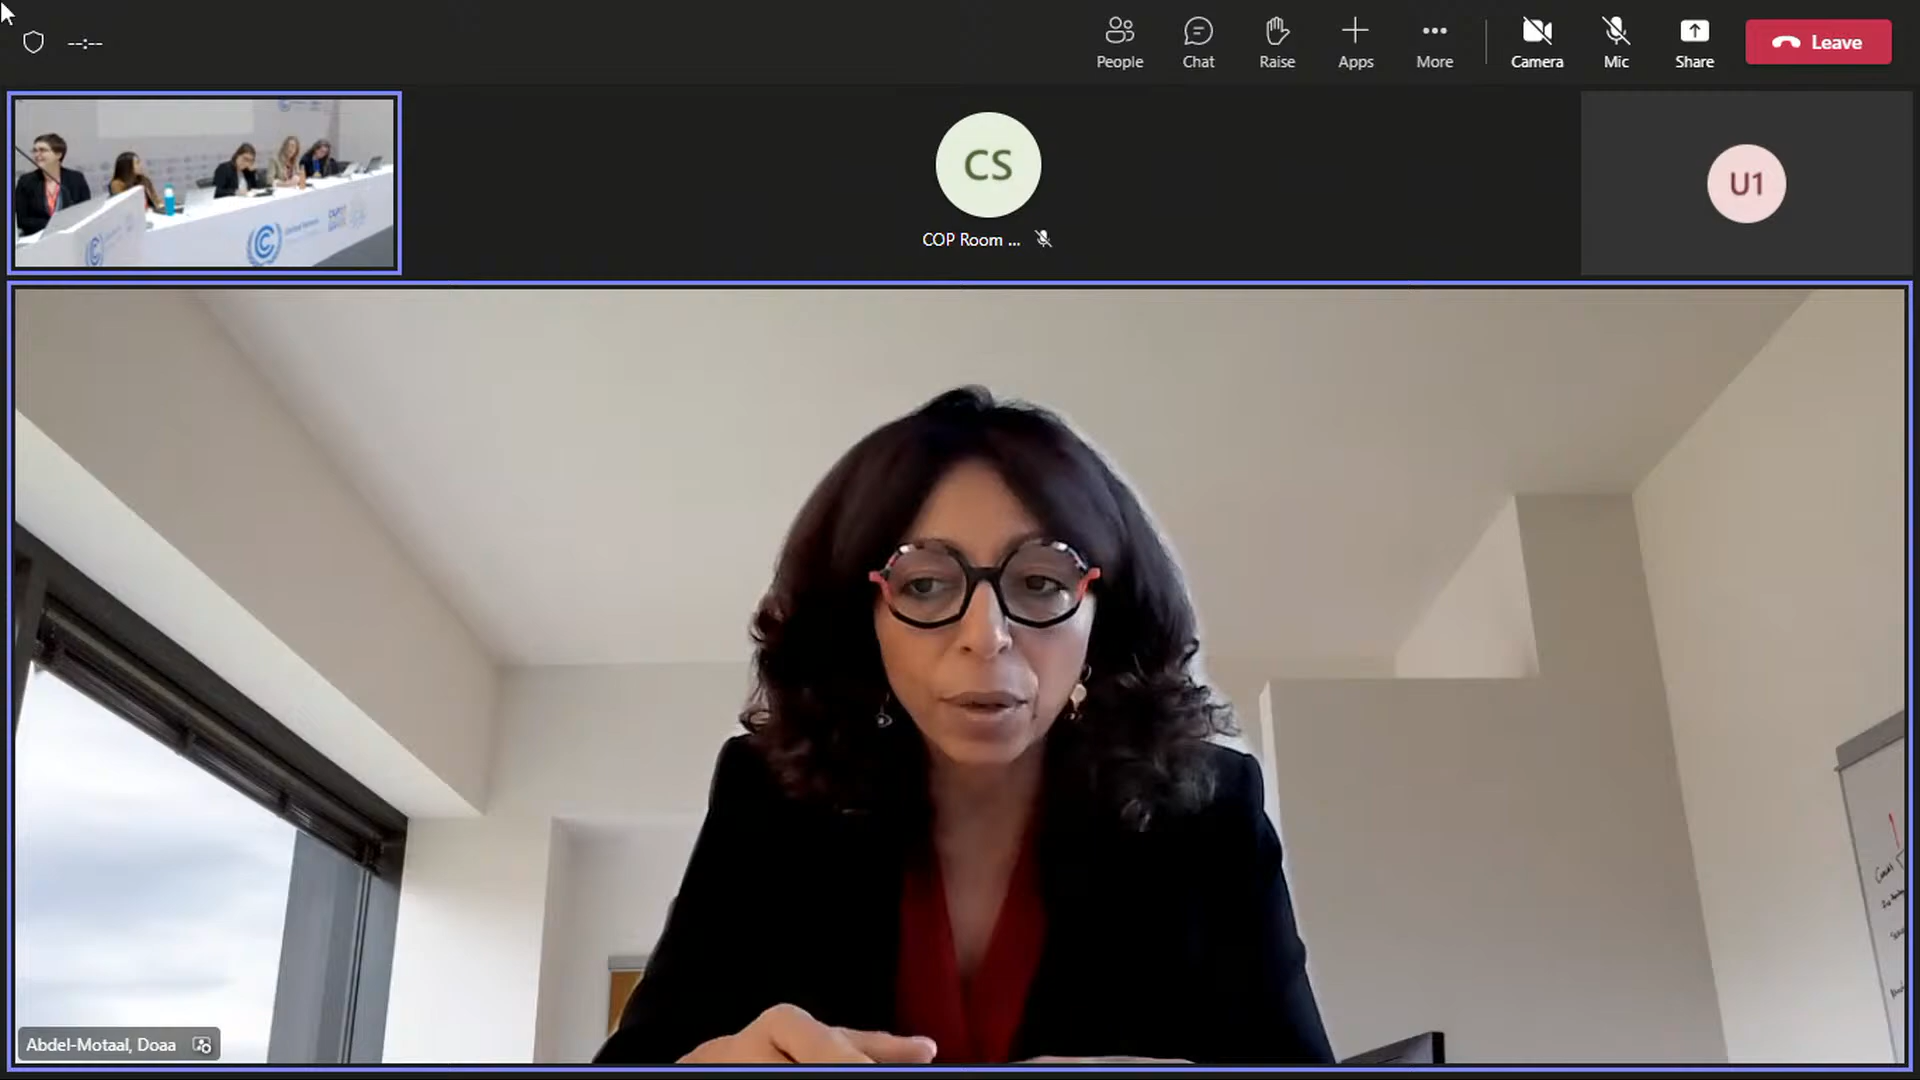 --:--
People
Chat
Raise
Apps
More
Camera
Mic
Share
Leave
CS
COP Room ...
U1
Abdel-Motaal, Doaa